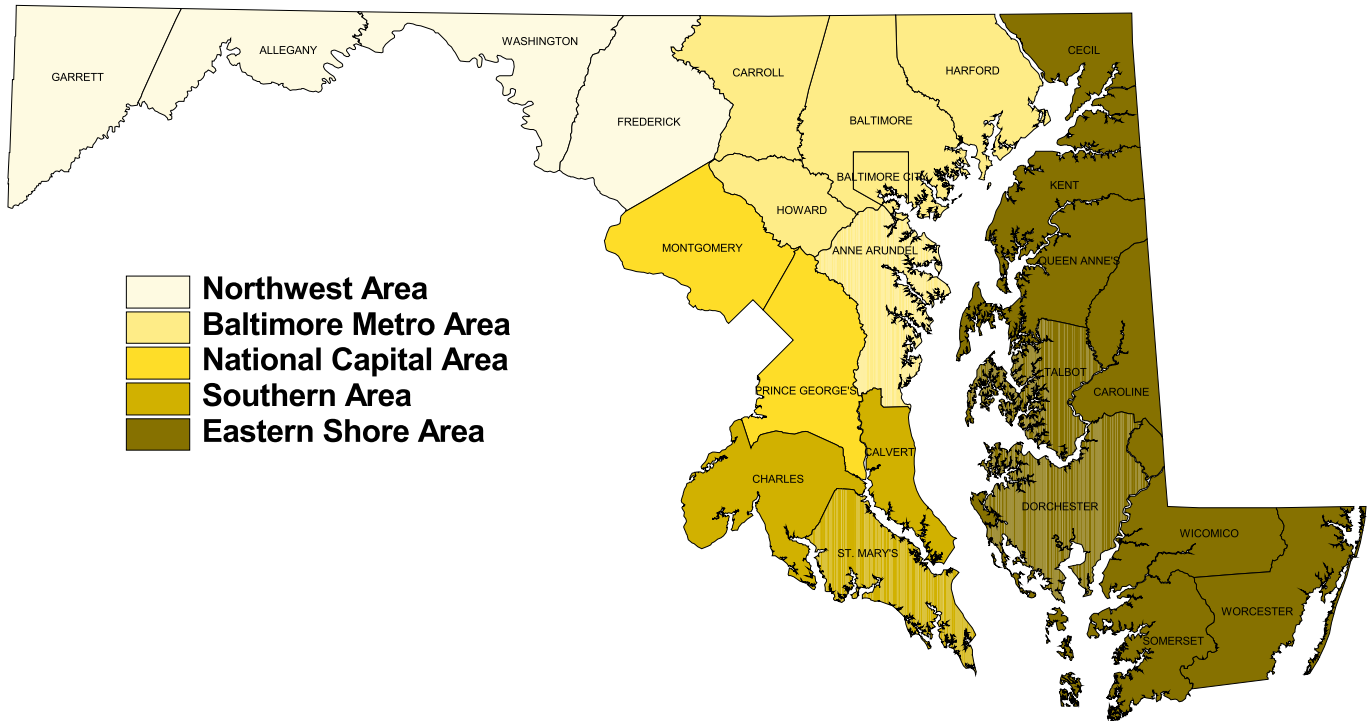 WASHINGTON
ALLEGANY
CECIL
GARRETT
CARROLL
HARFORD
FREDERICK
BALTIMORE
BALTIMORE CITY
KENT
HOWARD
MONTGOMERY
ANNE ARUNDEL
QUEEN ANNE'S
Northwest Area
Baltimore Metro Area
National Capital Area
Southern Area
Eastern Shore Area
TALBOT
PRINCE GEORGE'S
CAROLINE
CALVERT
CHARLES
DORCHESTER
WICOMICO
ST. MARY'S
WORCESTER
SOMERSET